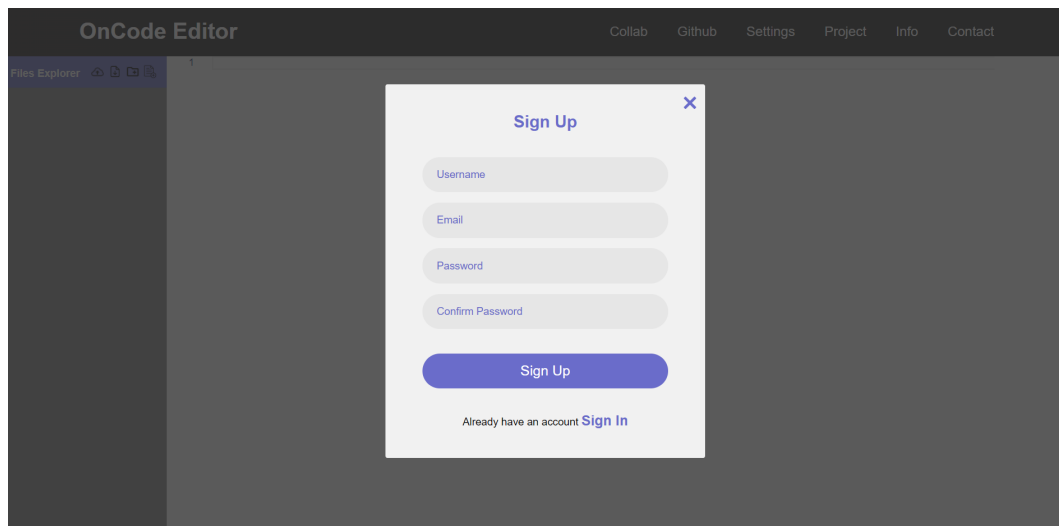 OnCode Editor
Collab Github Settings Project Info Contact
Files Explorer
1
Sign Up
Username
Email
Password
Confirm Password
Sign Up
Already have an account Sign In